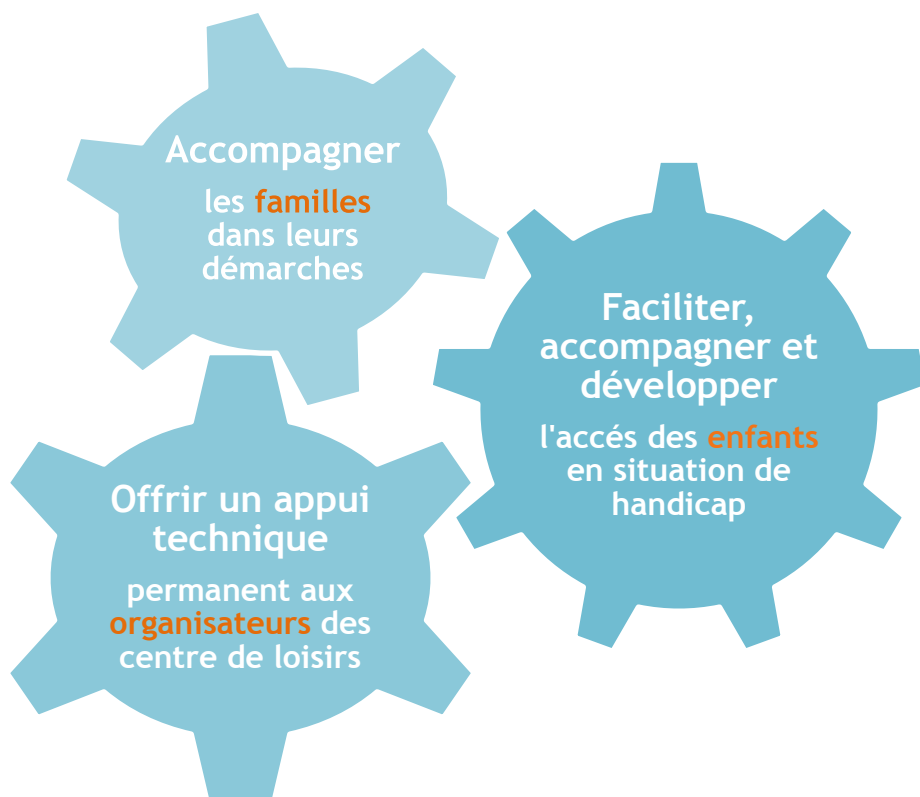 Accompagner
les familles
dans leurs
démarches
Faciliter,
accompagner et
développer
l'accés des enfants
en situation de
handicap
Offrir un appui
technique
permanent aux
organisateurs des
centre de loisirs